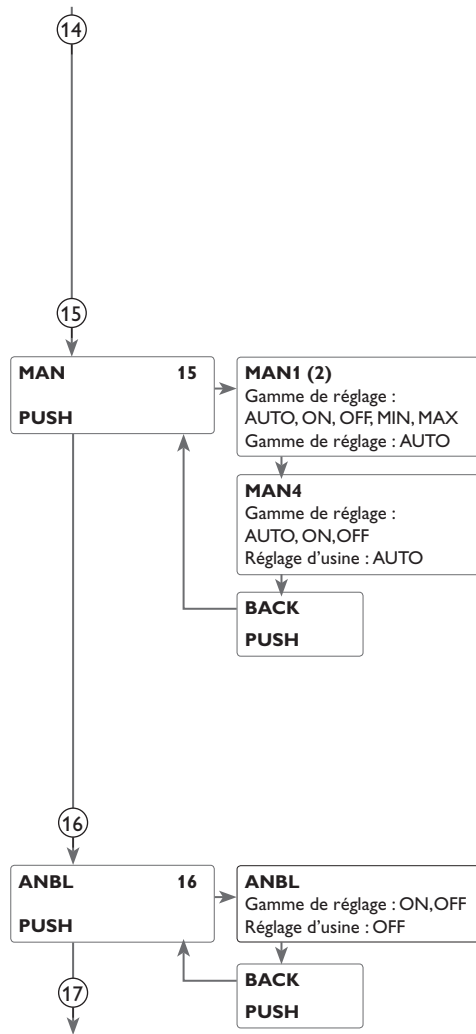 14
15
MAN 15
PUSH
MAN1 (2)
Gamme de réglage :
AUTO, ON, OFF, MIN, MAX
Gamme de réglage : AUTO
MAN4
Gamme de réglage :
AUTO, ON,OFF
Réglage d'usine : AUTO
BACK
PUSH
16
ANBL 16
PUSH
ANBL
Gamme de réglage : ON,OFF
Réglage d'usine : OFF
BACK
PUSH
17